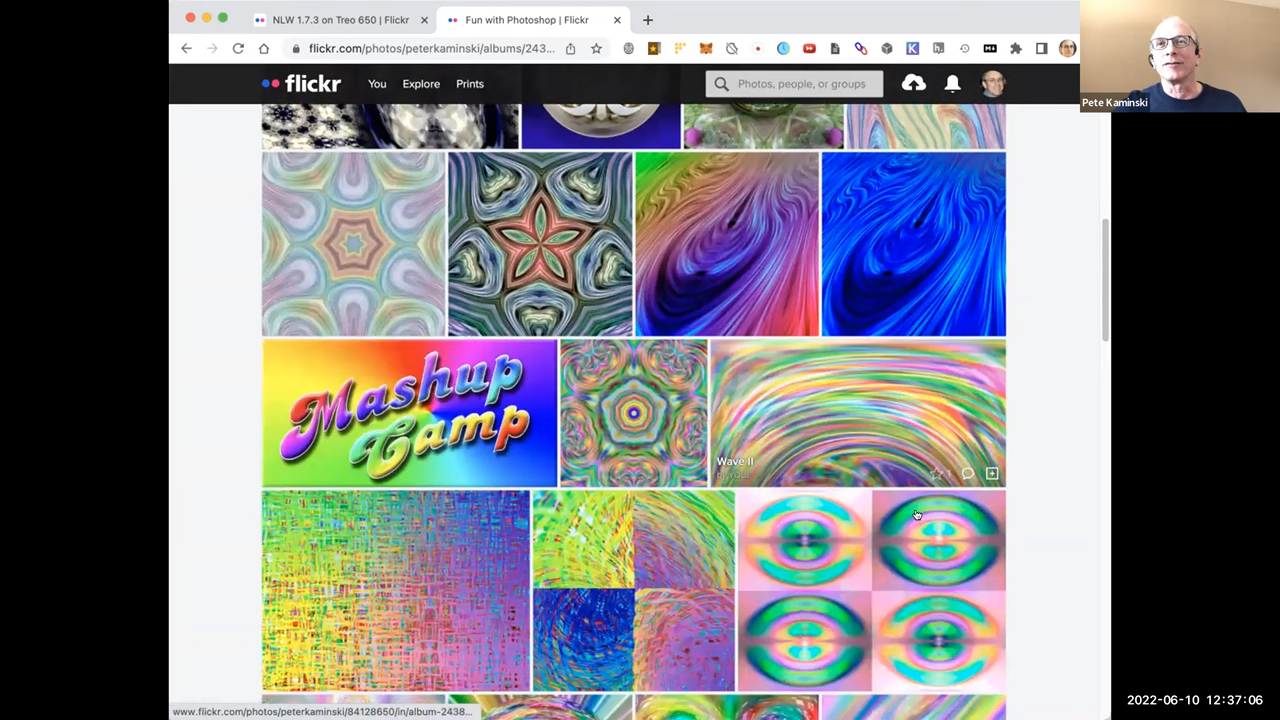 NLW 1.7.3 on Treo 650 | Flickr
Fun with Photoshop | Flickr
flickr.com/photos/peterkaminski/albums/243...
flickr
You
Explore
Prints
Photos, people, or groups
Pete Kaminski
Mashup
Camp
Wave II
www.flickr.com/photos/peterkaminski/84128650/in/album-2438...
2022-06-10 12:37:06